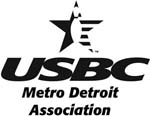 USBC
Metro Detroit
Association